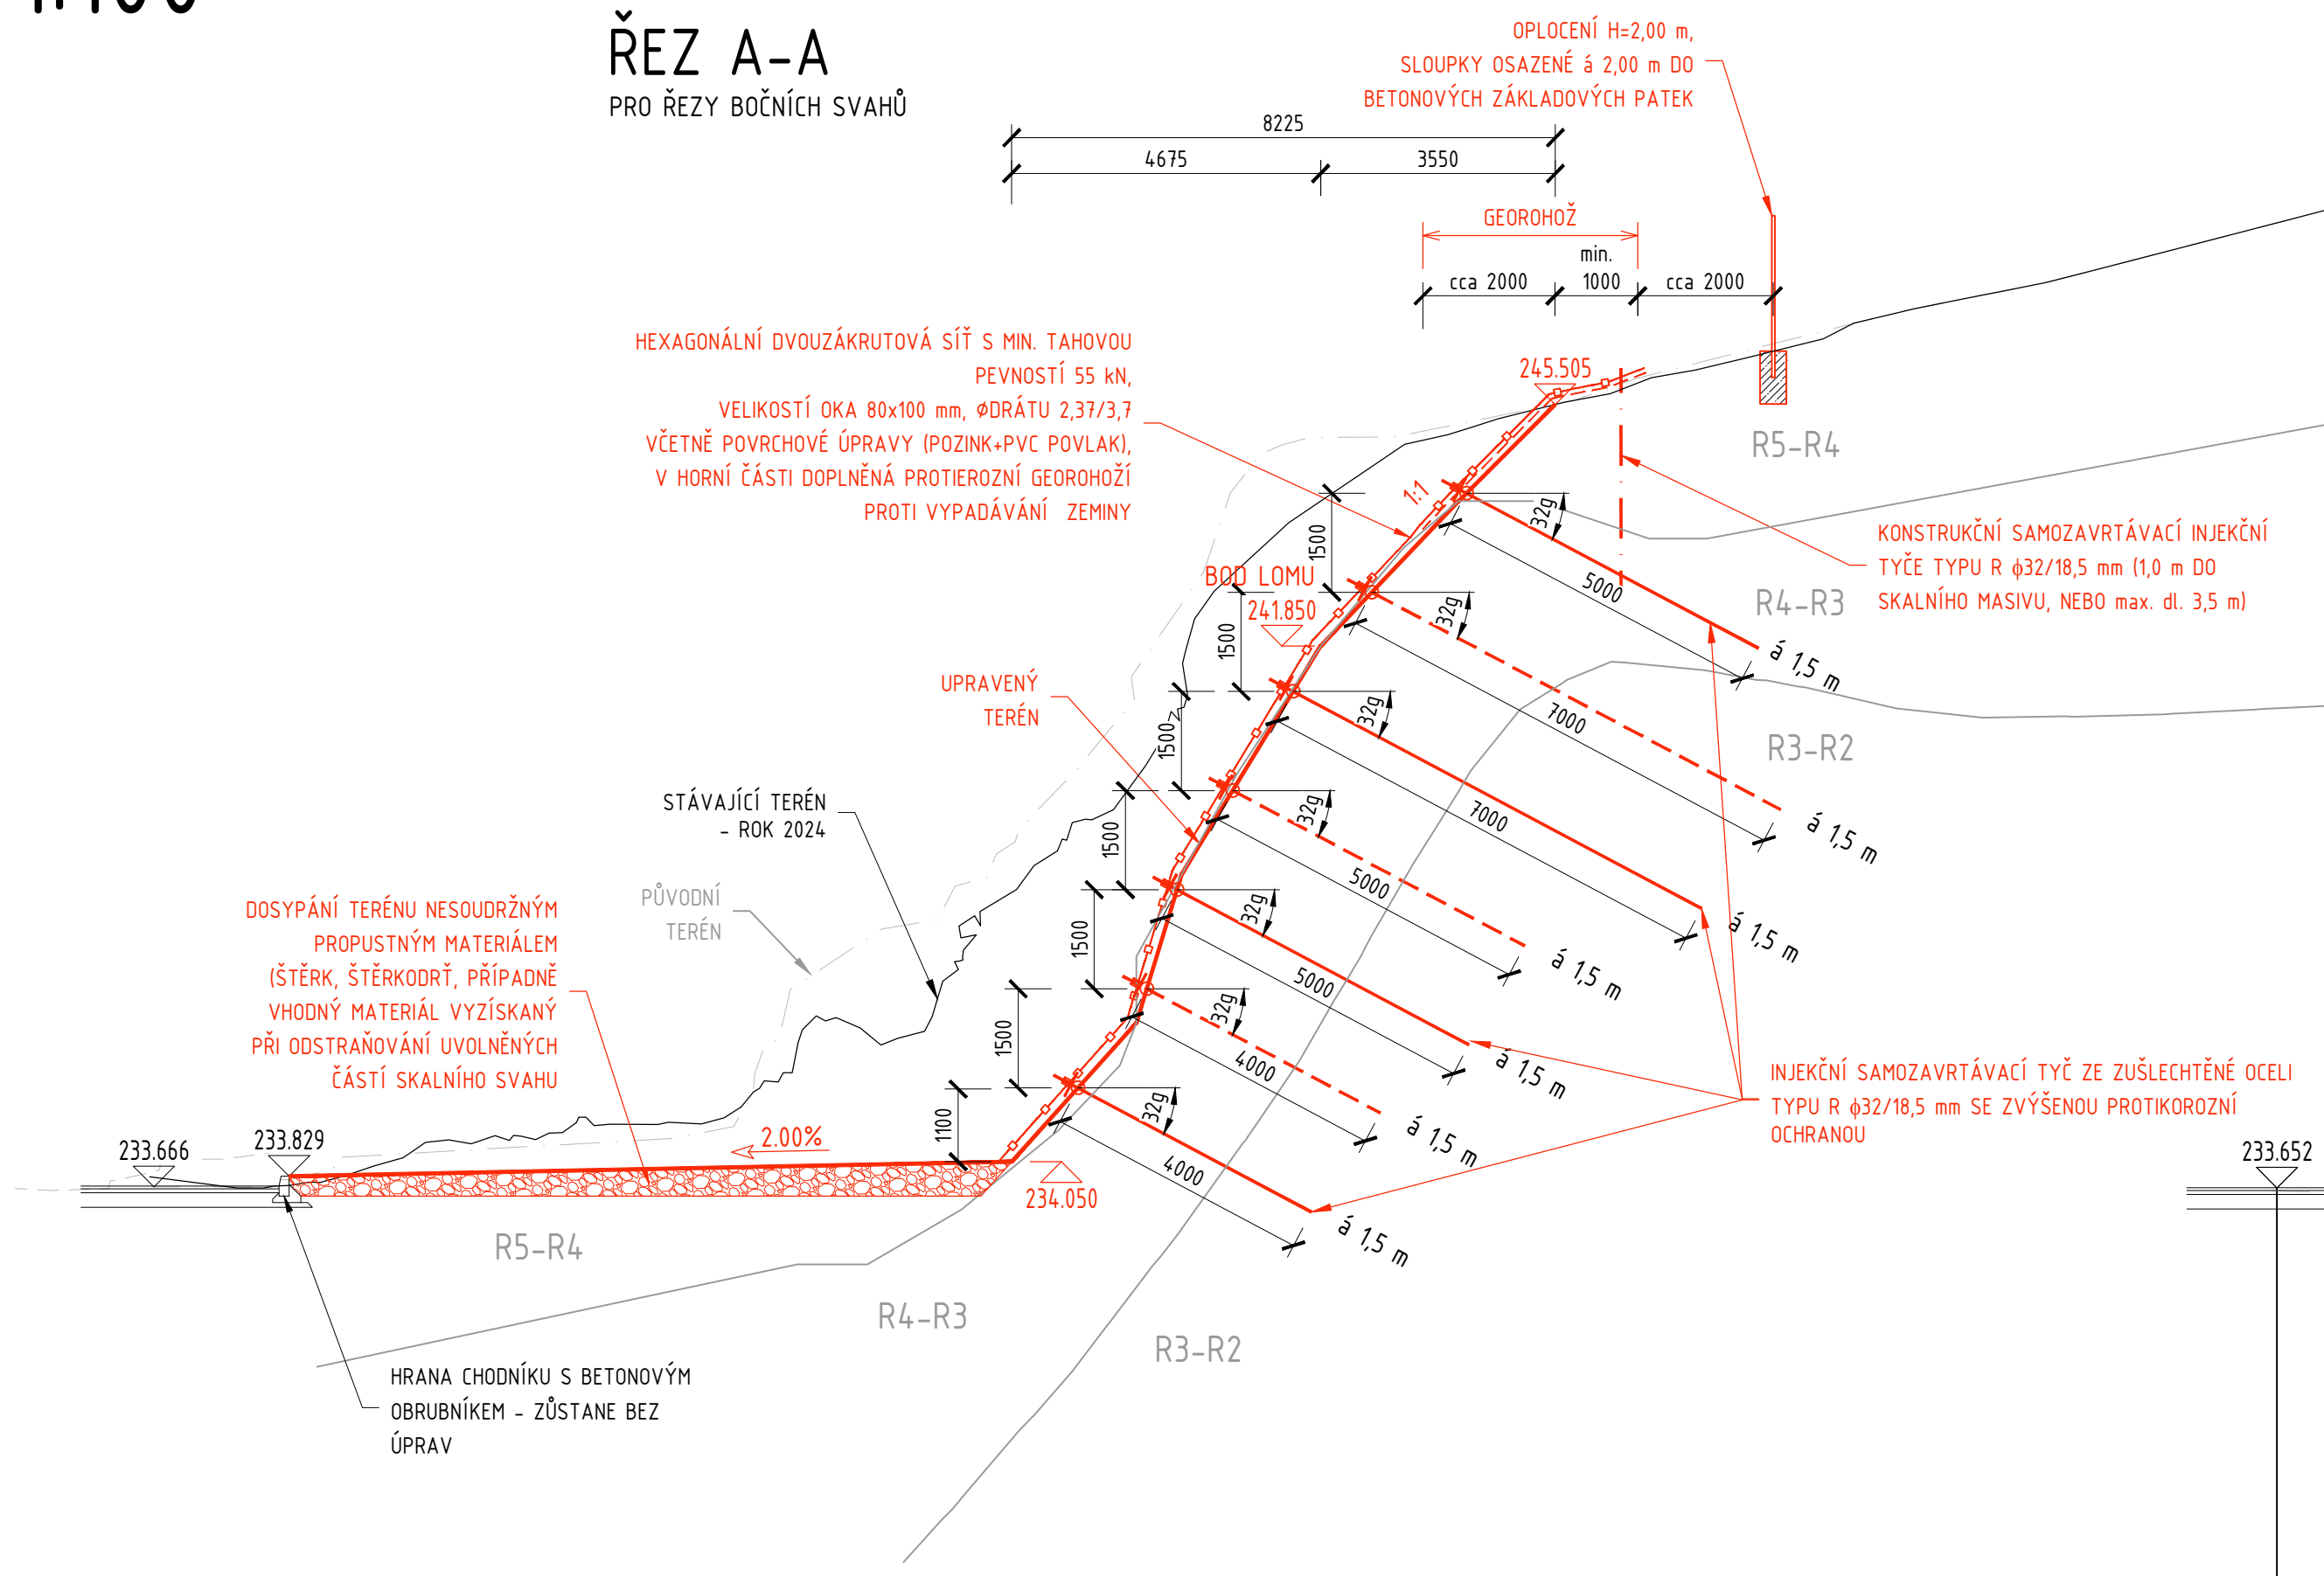 ŘEZ A-A
PRO ŘEZY BOČNÍCH SVAHŮ
OPLOCENÍ H=2,00 m,
SLOUPKY OSAZENÉ á 2,00 m DO
BETONOVÝCH ZÁKLADOVÝCH PATEK
8225
4675
3550
GEOROHOŽ
min.
cca 2000
1000
cca 2000
HEXAGONÁLNÍ DVOUZÁKRUTOVÁ SÍŤ S MIN. TAHOVOU
PEVNOSTÍ 55 kN,
VELIKOSTÍ OKA 80x100 mm, ØDRÁTU 2,37/3,7
VČETNĚ POVRCHOVÉ ÚPRAVY (POZINK+PVC POVLAK),
V HORNÍ ČÁSTI DOPLNĚNÁ PROTIEROZNÍ GEOROHOŽÍ
PROTI VYPADÁVÁNÍ ZEMINY
245.505
R5-R4
1:1
32g
1500
5000
á 1,5 m
KONSTRUKČNÍ SAMOZAVRTÁVACÍ INJEKČNÍ
TYČE TYPU R ϕ32/18,5 mm (1,0 m DO
SKALNÍHO MASIVU, NEBO max. dl. 3,5 m)
R4-R3
BOD LOMU
241.850
32g
1500
7000
á 1,5 m
R3-R2
UPRAVENÝ
TERÉN
32g
1500
7000
á 1,5 m
STÁVAJÍCÍ TERÉN
- ROK 2024
32g
1500
5000
á 1,5 m
PŮVODNÍ
TERÉN
32g
1500
5000
á 1,5 m
DOSYPÁNÍ TERÉNU NESOUDRŽNÝM
PROPUSTNÝM MATERIÁLEM
(ŠTĚRK, ŠTĚRKODRŤ, PŘÍPADNĚ
VHODNÝ MATERIÁL VYZÍSKANÝ
PŘI ODSTRAŇOVÁNÍ UVOLNĚNÝCH
ČÁSTÍ SKALNÍHO SVAHU
32g
1500
4000
á 1,5 m
32g
1100
4000
á 1,5 m
INJEKČNÍ SAMOZAVRTÁVACÍ TYČ ZE ZUŠLECHTĚNÉ OCELI
TYPU R ϕ32/18,5 mm SE ZVÝŠENOU PROTIKOROZNÍ
OCHRANOU
233.666
233.829
2.00%
234.050
233.652
R5-R4
R4-R3
R3-R2
HRANA CHODNÍKU S BETONOVÝM
OBRUBNÍKEM - ZŮSTANE BEZ
ÚPRAV